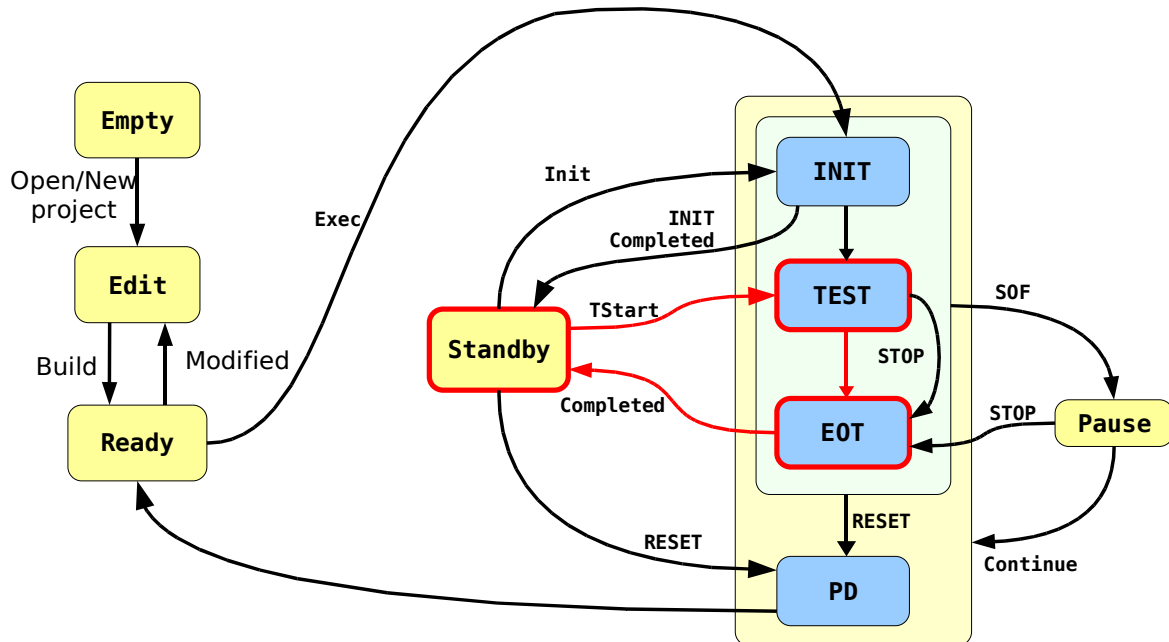 Empty
Open/New
project
Edit
Build
Modified
Ready
Exec
Init
INIT
Completed
INIT
TStart
TEST
Standby
STOP
Completed
EOT
SOF
STOP
Pause
RESET
RESET
Continue
PD